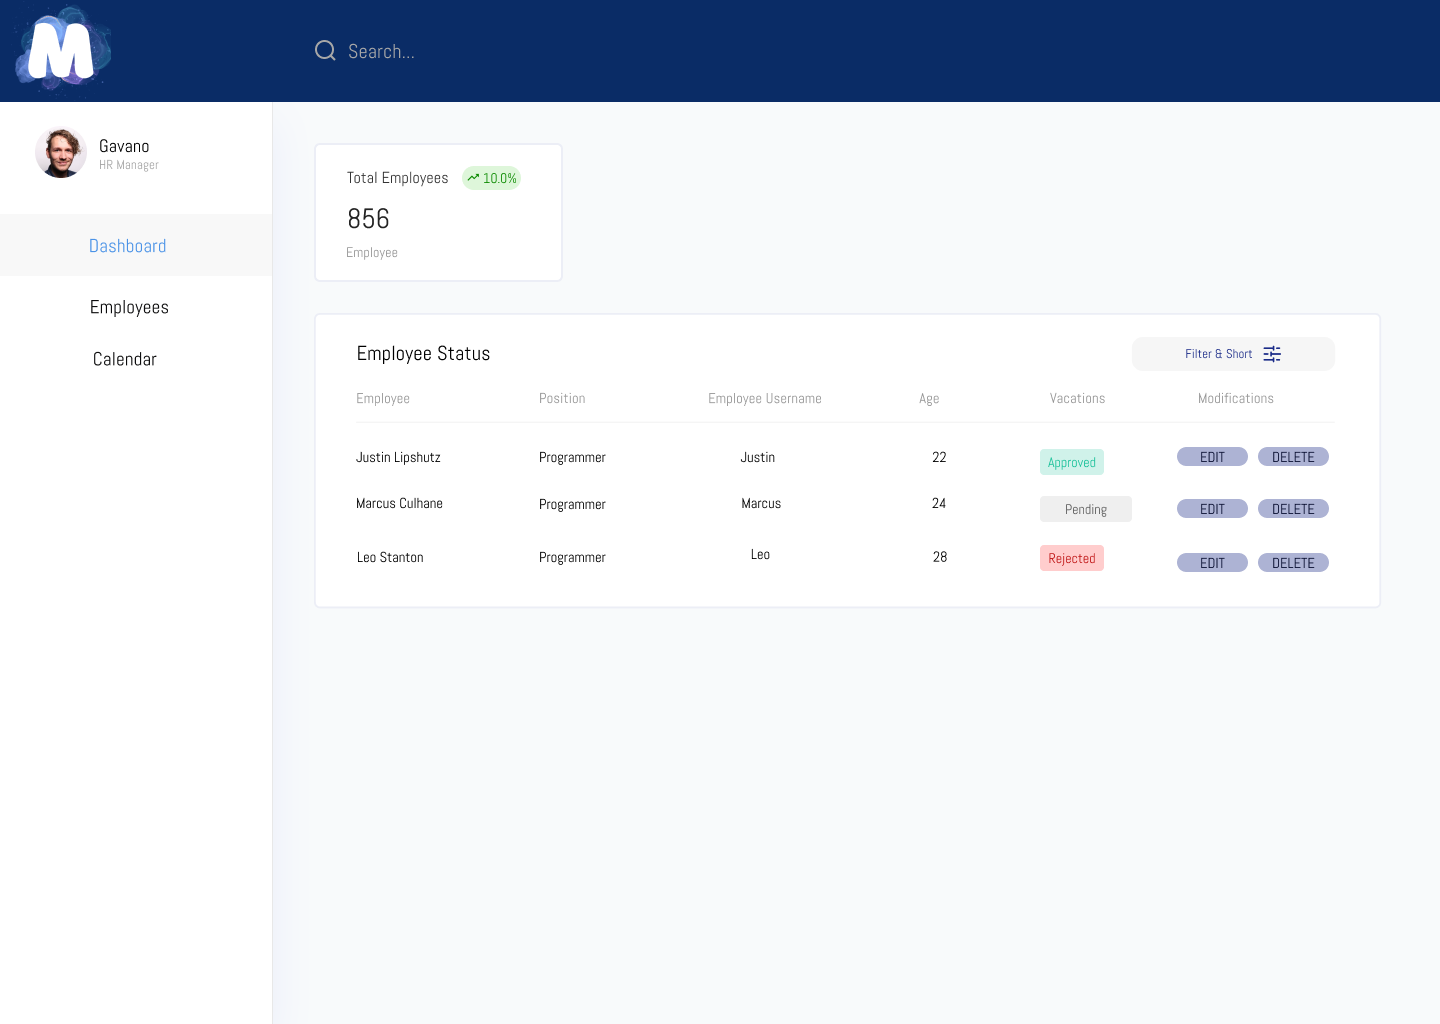 M
Search...
Gavano
HR Manager
Dashboard
Employees
Calendar
Total Employees 10.0%
856
Employee
Employee Status
Filter & Short
Employee Position Employee Username Age Vacations Modifications
Justin Lipshutz Programmer Justin 22 Approved EDIT DELETE
Marcus Culhane Programmer Marcus 24 Pending EDIT DELETE
Leo Stanton Programmer Leo 28 Rejected EDIT DELETE